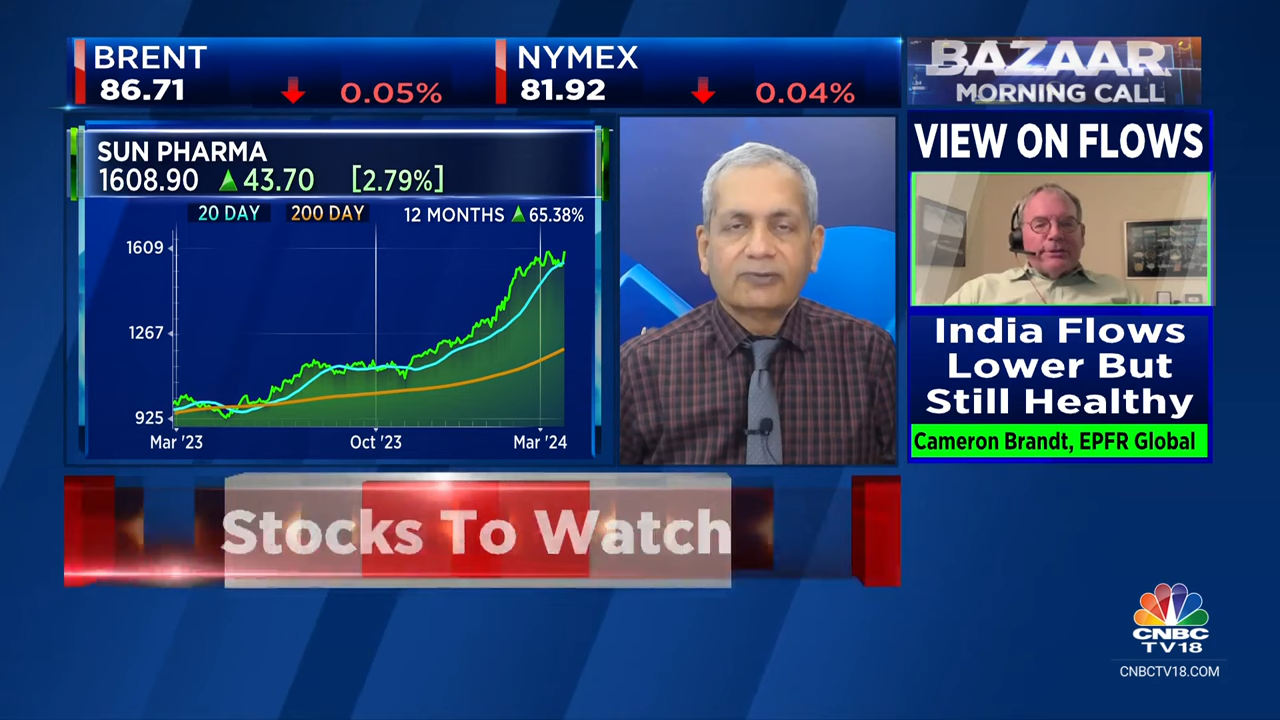 BRENT
86.71 0.05%
NYMEX
81.92 0.04%
BAZAAR
MORNING CALL
SUN PHARMA
1608.90 43.70 [2.79%]
20 DAY 200 DAY 12 MONTHS 65.38%
1609
1267
925
Mar '23 Oct '23 Mar '24
VIEW ON FLOWS
India Flows
Lower But
Still Healthy
Cameron Brandt, EPFR Global
Stocks To Watch
CNBC
TV18
CNBCTV18.COM